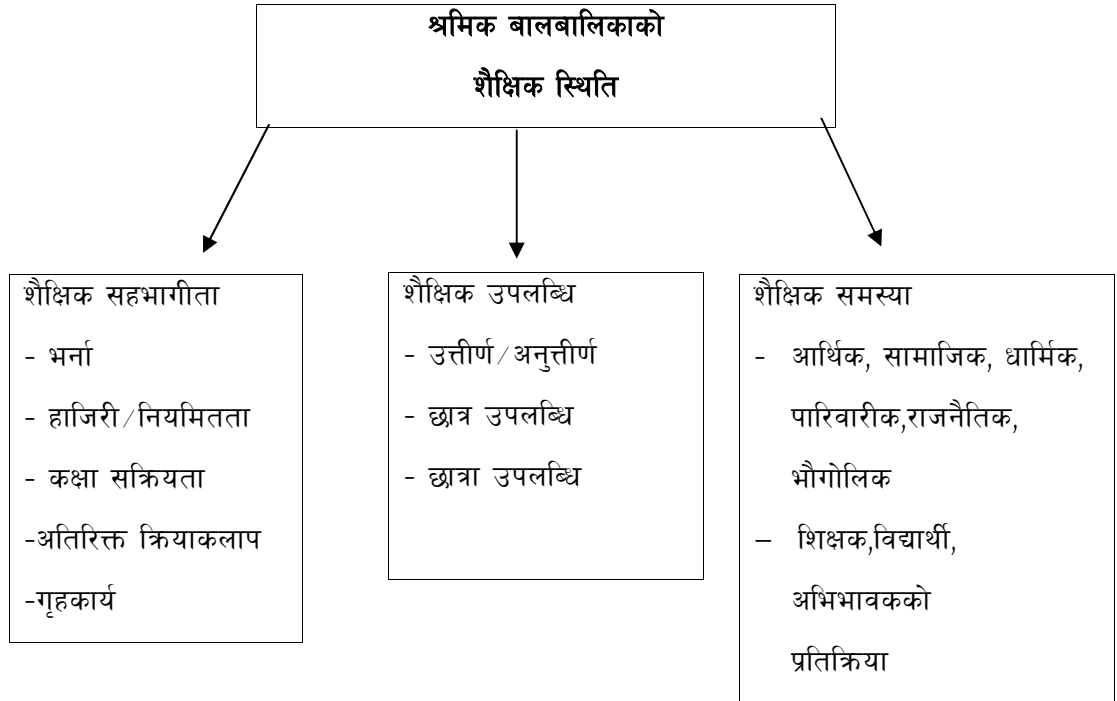 श्रमिक बालबालिकाको
शैक्षिक स्थिति
शैक्षिक सहभागीता
- भर्ना
- हाजिरी/नियमितता
- कक्षा सक्रियता
-अतिरिक्त क्रियाकलाप
-गृहकार्य
शैक्षिक उपलब्धि
- उत्तीर्ण/अनुत्तीर्ण
- छात्र उपलब्धि
- छात्रा उपलब्धि
शैक्षिक समस्या
- आर्थिक, सामाजिक, धार्मिक,
पारिवारीक,राजनैतिक,
भौगोलिक
– शिक्षक,विद्यार्थी,
अभिभावकको
प्रतिक्रिया